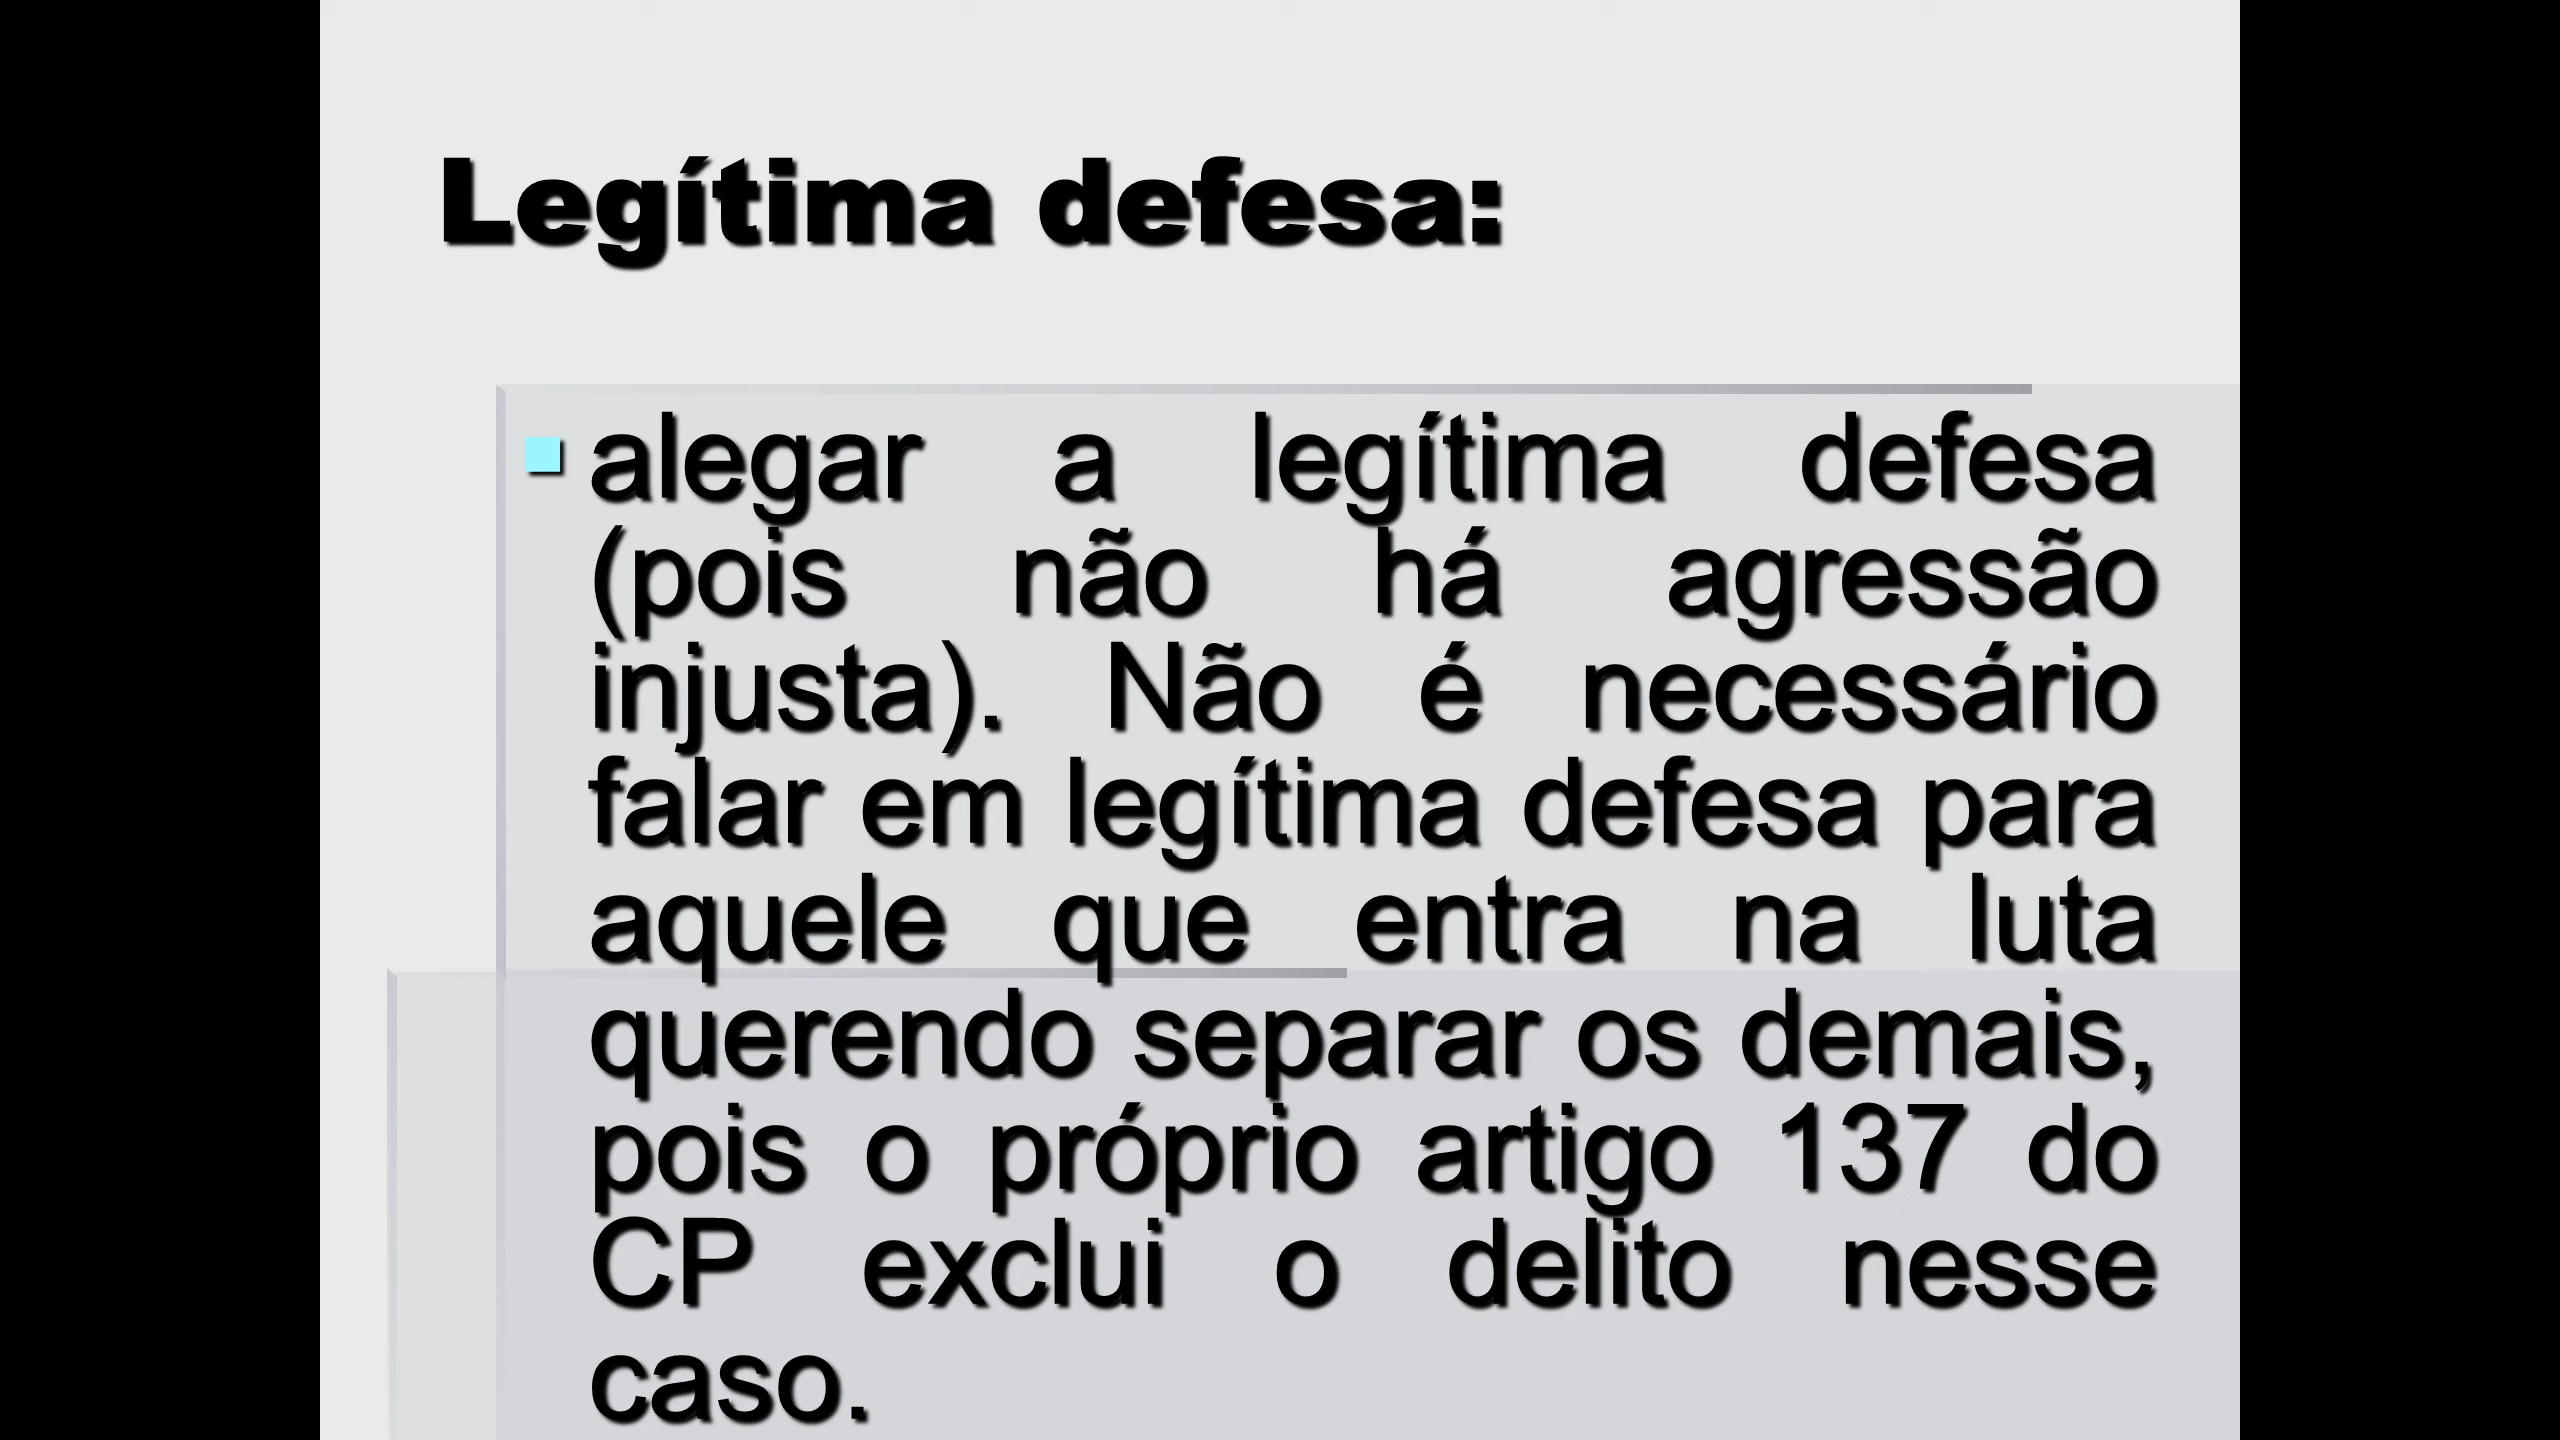 Legítima defesa:
alegar a legítima defesa
(pois não há agressão
injusta). Não é necessário
falar em legítima defesa para
aquele que entra na luta
querendo separar os demais,
pois o próprio artigo 137 do
CP exclui o delito nesse
caso.